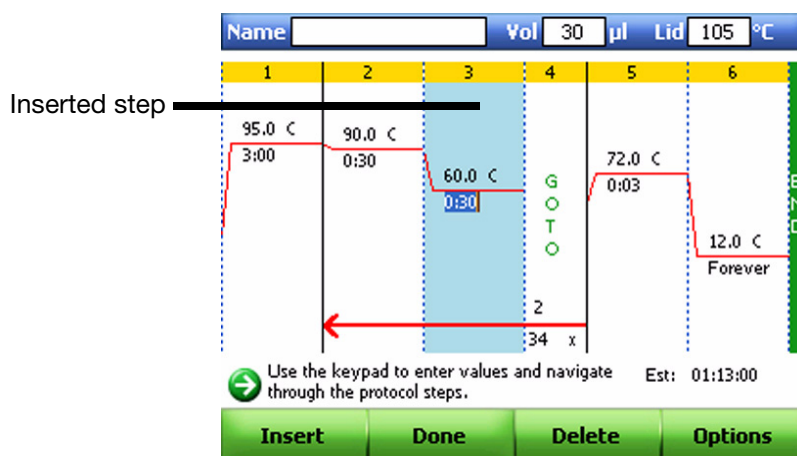 Name Vol 30 µl Lid 105 °C
1 2 3 4 5 6
Inserted step
95.0 C
3:00
90.0 C
0:30
60.0 C
0:30
GOTO
2
34 x
72.0 C
0:03
12.0 C
Forever
END
Use the keypad to enter values and navigate
through the protocol steps.
Est: 01:13:00
Insert Done Delete Options